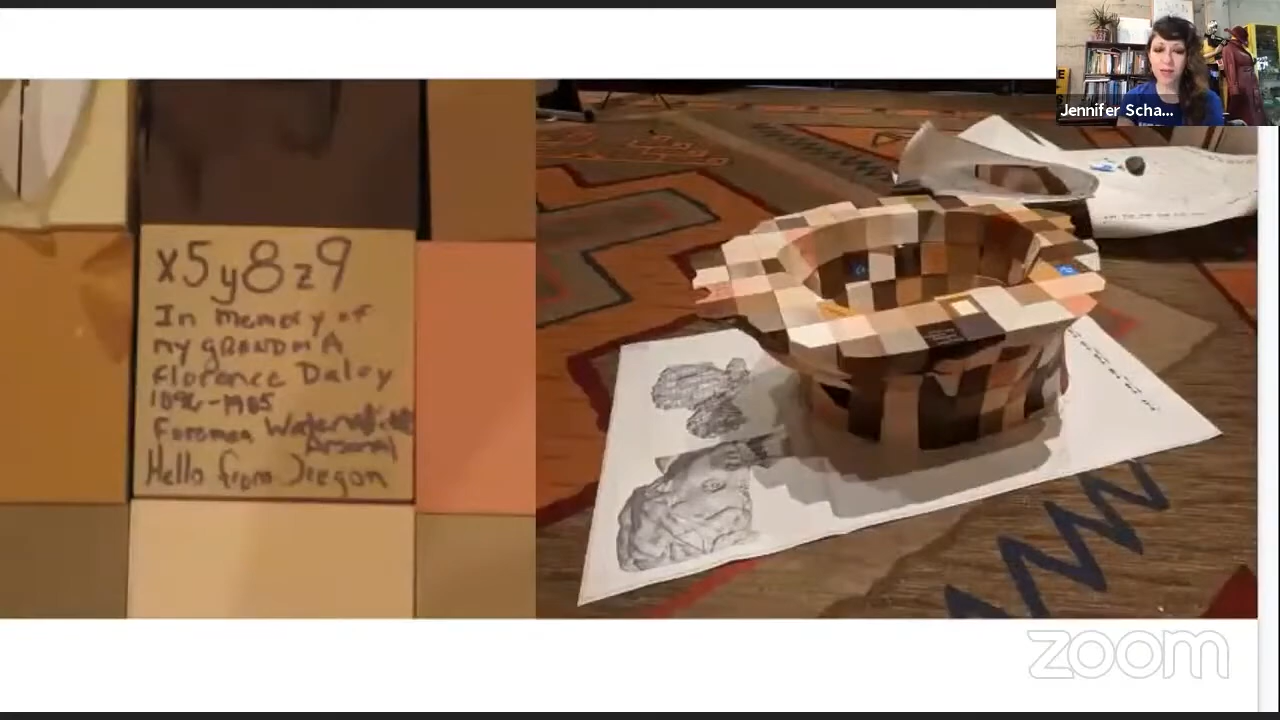 Jennifer Scha...
x5y8z9
In memory of
my GRANDMA
Florence Daley
1896-1985
Foreman Watervliet
Arsenal
Hello from Oregon
zoom